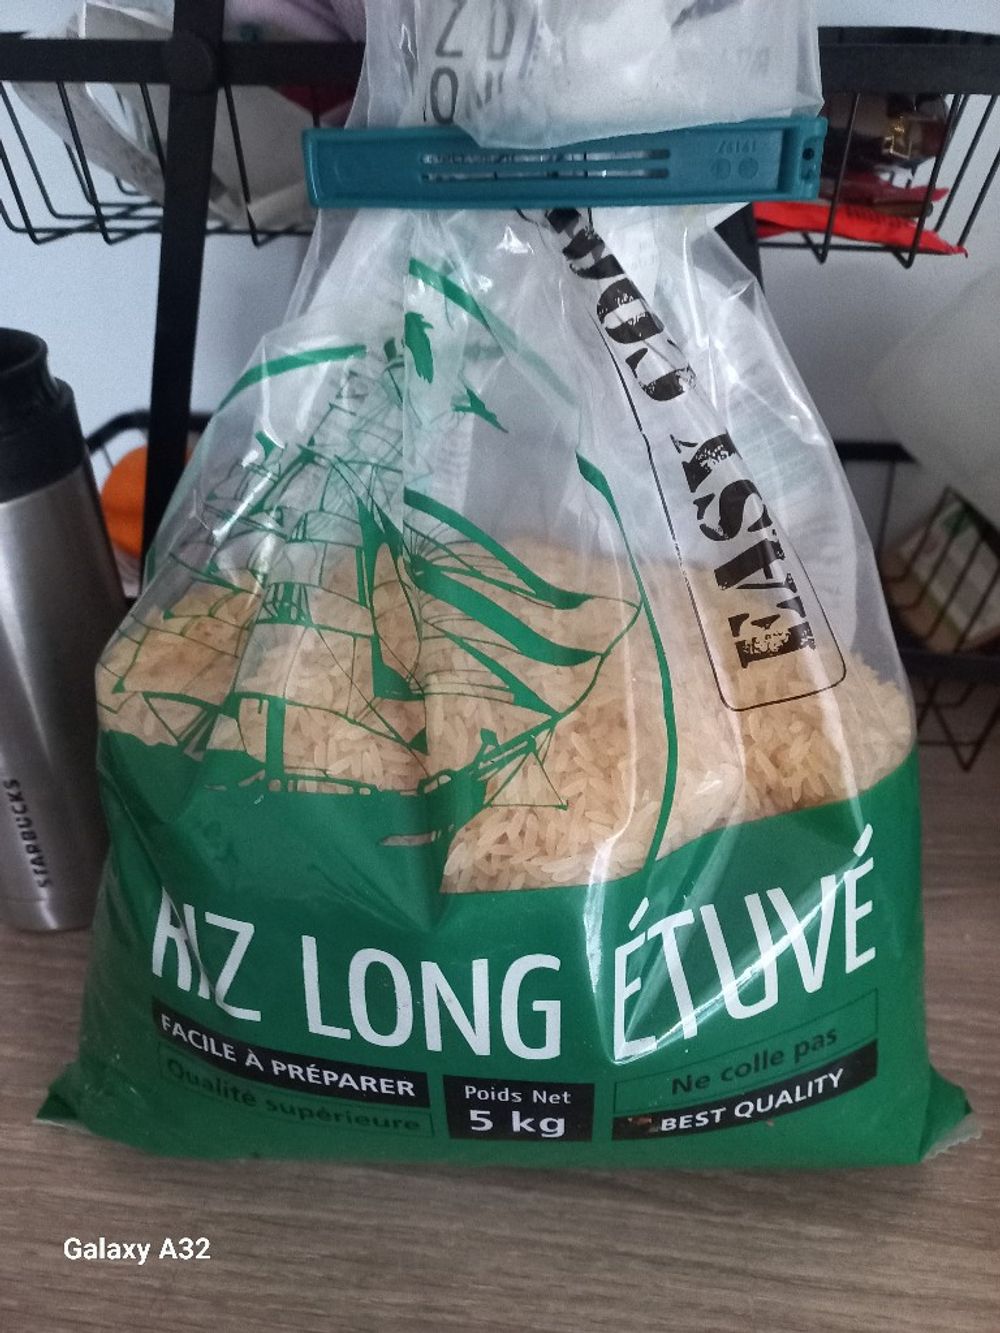 EASY COOK
RIZ LONG ÉTUVÉ
FACILE À PRÉPARER
Qualité supérieure
Poids Net
5 kg
Ne colle pas
BEST QUALITY
STARBUCKS
Galaxy A32